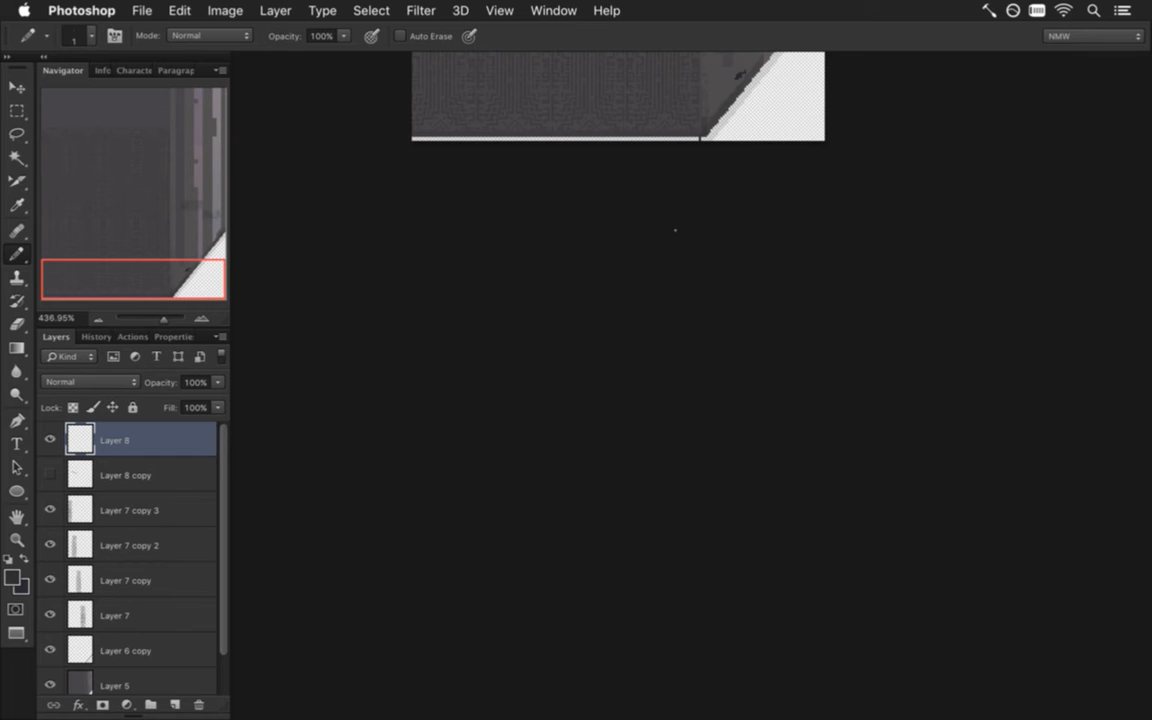 Photoshop File Edit Image Layer Type Select Filter 3D View Window Help
1 Mode: Normal Opacity: 100% Auto Erase NMW
Navigator Info Characte Paragrap
436.95%
Layers History Actions Propertie
Kind T
Normal Opacity: 100%
Lock: Fill: 100%
Layer 8
Layer 8 copy
Layer 7 copy 3
Layer 7 copy 2
Layer 7 copy
Layer 7
Layer 6 copy
Layer 5
fx